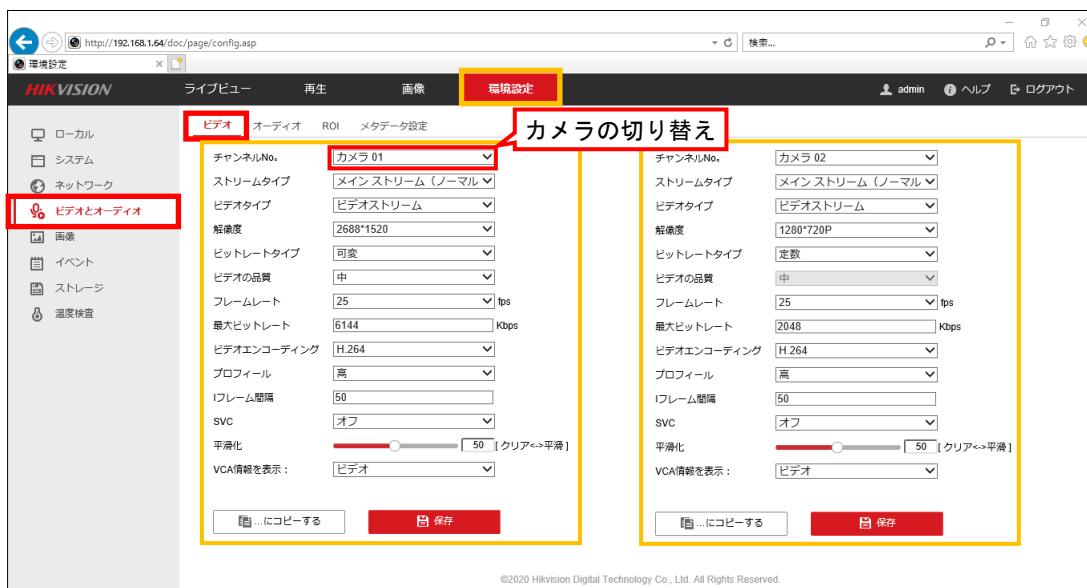 http://192.168.1.64/doc/page/config.asp
検索...
環境設定
HIKVISION
ライブビュー
再生
画像
環境設定
admin
ヘルプ
ログアウト
ローカル
システム
ネットワーク
ビデオとオーディオ
画像
イベント
ストレージ
温度検査
ビデオ
オーディオ
ROI
メタデータ設定
カメラの切り替え
チャンネルNo。 カメラ 01
ストリームタイプ メイン ストリーム（ノーマル
ビデオタイプ ビデオストリーム
解像度 2688*1520
ビットレートタイプ 可変
ビデオの品質 中
フレームレート 25 fps
最大ビットレート 6144 Kbps
ビデオエンコーディング H.264
プロフィール 高
Iフレーム間隔 50
SVC オフ
平滑化 50 [ クリア<->平滑 ]
VCA情報を表示： ビデオ
...にコピーする
保存
チャンネルNo。 カメラ 02
ストリームタイプ メイン ストリーム（ノーマル
ビデオタイプ ビデオストリーム
解像度 1280*720P
ビットレートタイプ 定数
ビデオの品質 中
フレームレート 25 fps
最大ビットレート 2048 Kbps
ビデオエンコーディング H.264
プロフィール 高
Iフレーム間隔 50
SVC オフ
平滑化 50 [ クリア<->平滑 ]
VCA情報を表示： ビデオ
...にコピーする
保存
©2020 Hikvision Digital Technology Co., Ltd. All Rights Reserved.